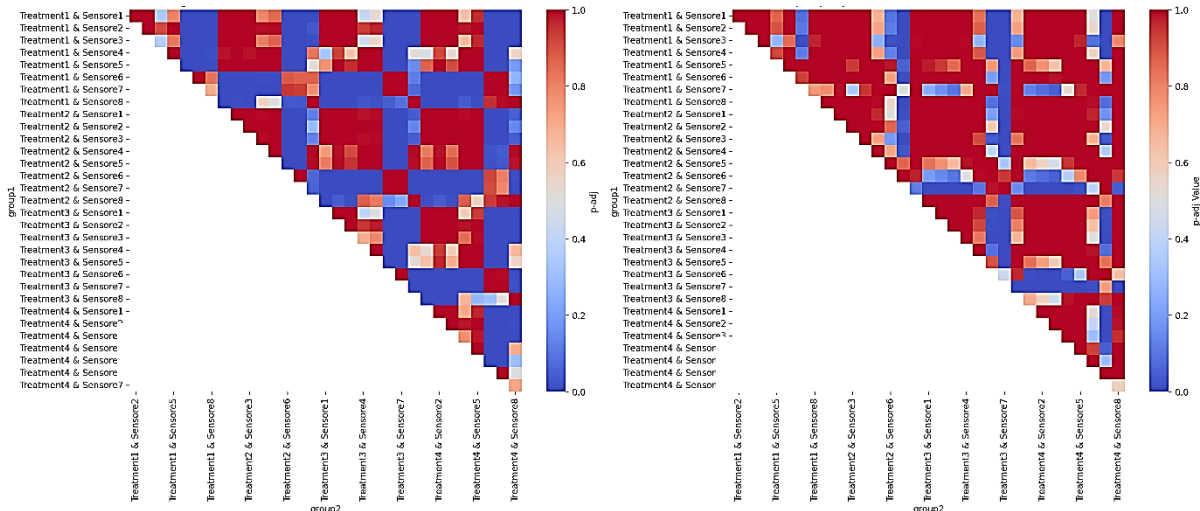 Treatment1 & Sensore1
Treatment1 & Sensore2
Treatment1 & Sensore3
Treatment1 & Sensore4
Treatment1 & Sensore5
Treatment1 & Sensore6
Treatment1 & Sensore7
Treatment1 & Sensore8
Treatment2 & Sensore1
Treatment2 & Sensore2
Treatment2 & Sensore3
Treatment2 & Sensore4
Treatment2 & Sensore5
Treatment2 & Sensore6
Treatment2 & Sensore7
Treatment2 & Sensore8
Treatment3 & Sensore1
Treatment3 & Sensore2
Treatment3 & Sensore3
Treatment3 & Sensore4
Treatment3 & Sensore5
Treatment3 & Sensore6
Treatment3 & Sensore7
Treatment3 & Sensore8
Treatment4 & Sensore1
Treatment4 & Sensore
Treatment4 & Sensore
Treatment4 & Sensore
Treatment4 & Sensore
Treatment4 & Sensore
Treatment4 & Sensore7
group1
Treatment1 & Sensore2
Treatment1 & Sensore5
Treatment1 & Sensore8
Treatment2 & Sensore3
Treatment2 & Sensore6
Treatment3 & Sensore1
Treatment3 & Sensore4
Treatment3 & Sensore7
Treatment4 & Sensore2
Treatment4 & Sensore5
Treatment4 & Sensore8
group2
1.0
0.8
0.6
0.4
0.2
0.0
p-adj
Treatment1 & Sensore1
Treatment1 & Sensore2
Treatment1 & Sensore3
Treatment1 & Sensore4
Treatment1 & Sensore5
Treatment1 & Sensore6
Treatment1 & Sensore7
Treatment1 & Sensore8
Treatment2 & Sensore1
Treatment2 & Sensore2
Treatment2 & Sensore3
Treatment2 & Sensore4
Treatment2 & Sensore5
Treatment2 & Sensore6
Treatment2 & Sensore7
Treatment2 & Sensore8
Treatment3 & Sensore1
Treatment3 & Sensore2
Treatment3 & Sensore3
Treatment3 & Sensore4
Treatment3 & Sensore5
Treatment3 & Sensore6
Treatment3 & Sensore7
Treatment3 & Sensore8
Treatment4 & Sensore1
Treatment4 & Sensore2
Treatment4 & Sensore3
Treatment4 & Sensor
Treatment4 & Sensor
Treatment4 & Sensor
Treatment4 & Sensor
group1
Treatment1 & Sensore2
Treatment1 & Sensore5
Treatment1 & Sensore8
Treatment2 & Sensore3
Treatment2 & Sensore6
Treatment3 & Sensore1
Treatment3 & Sensore4
Treatment3 & Sensore7
Treatment4 & Sensore2
Treatment4 & Sensore5
Treatment4 & Sensore8
group2
1.0
0.8
0.6
0.4
0.2
0.0
p-adj Value